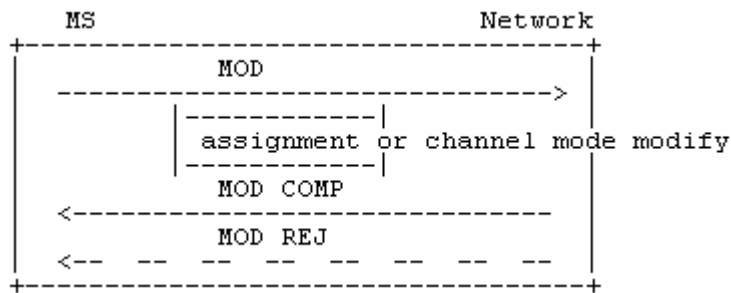 MS Network
MOD
assignment or channel mode modify
MOD COMP
MOD REJ